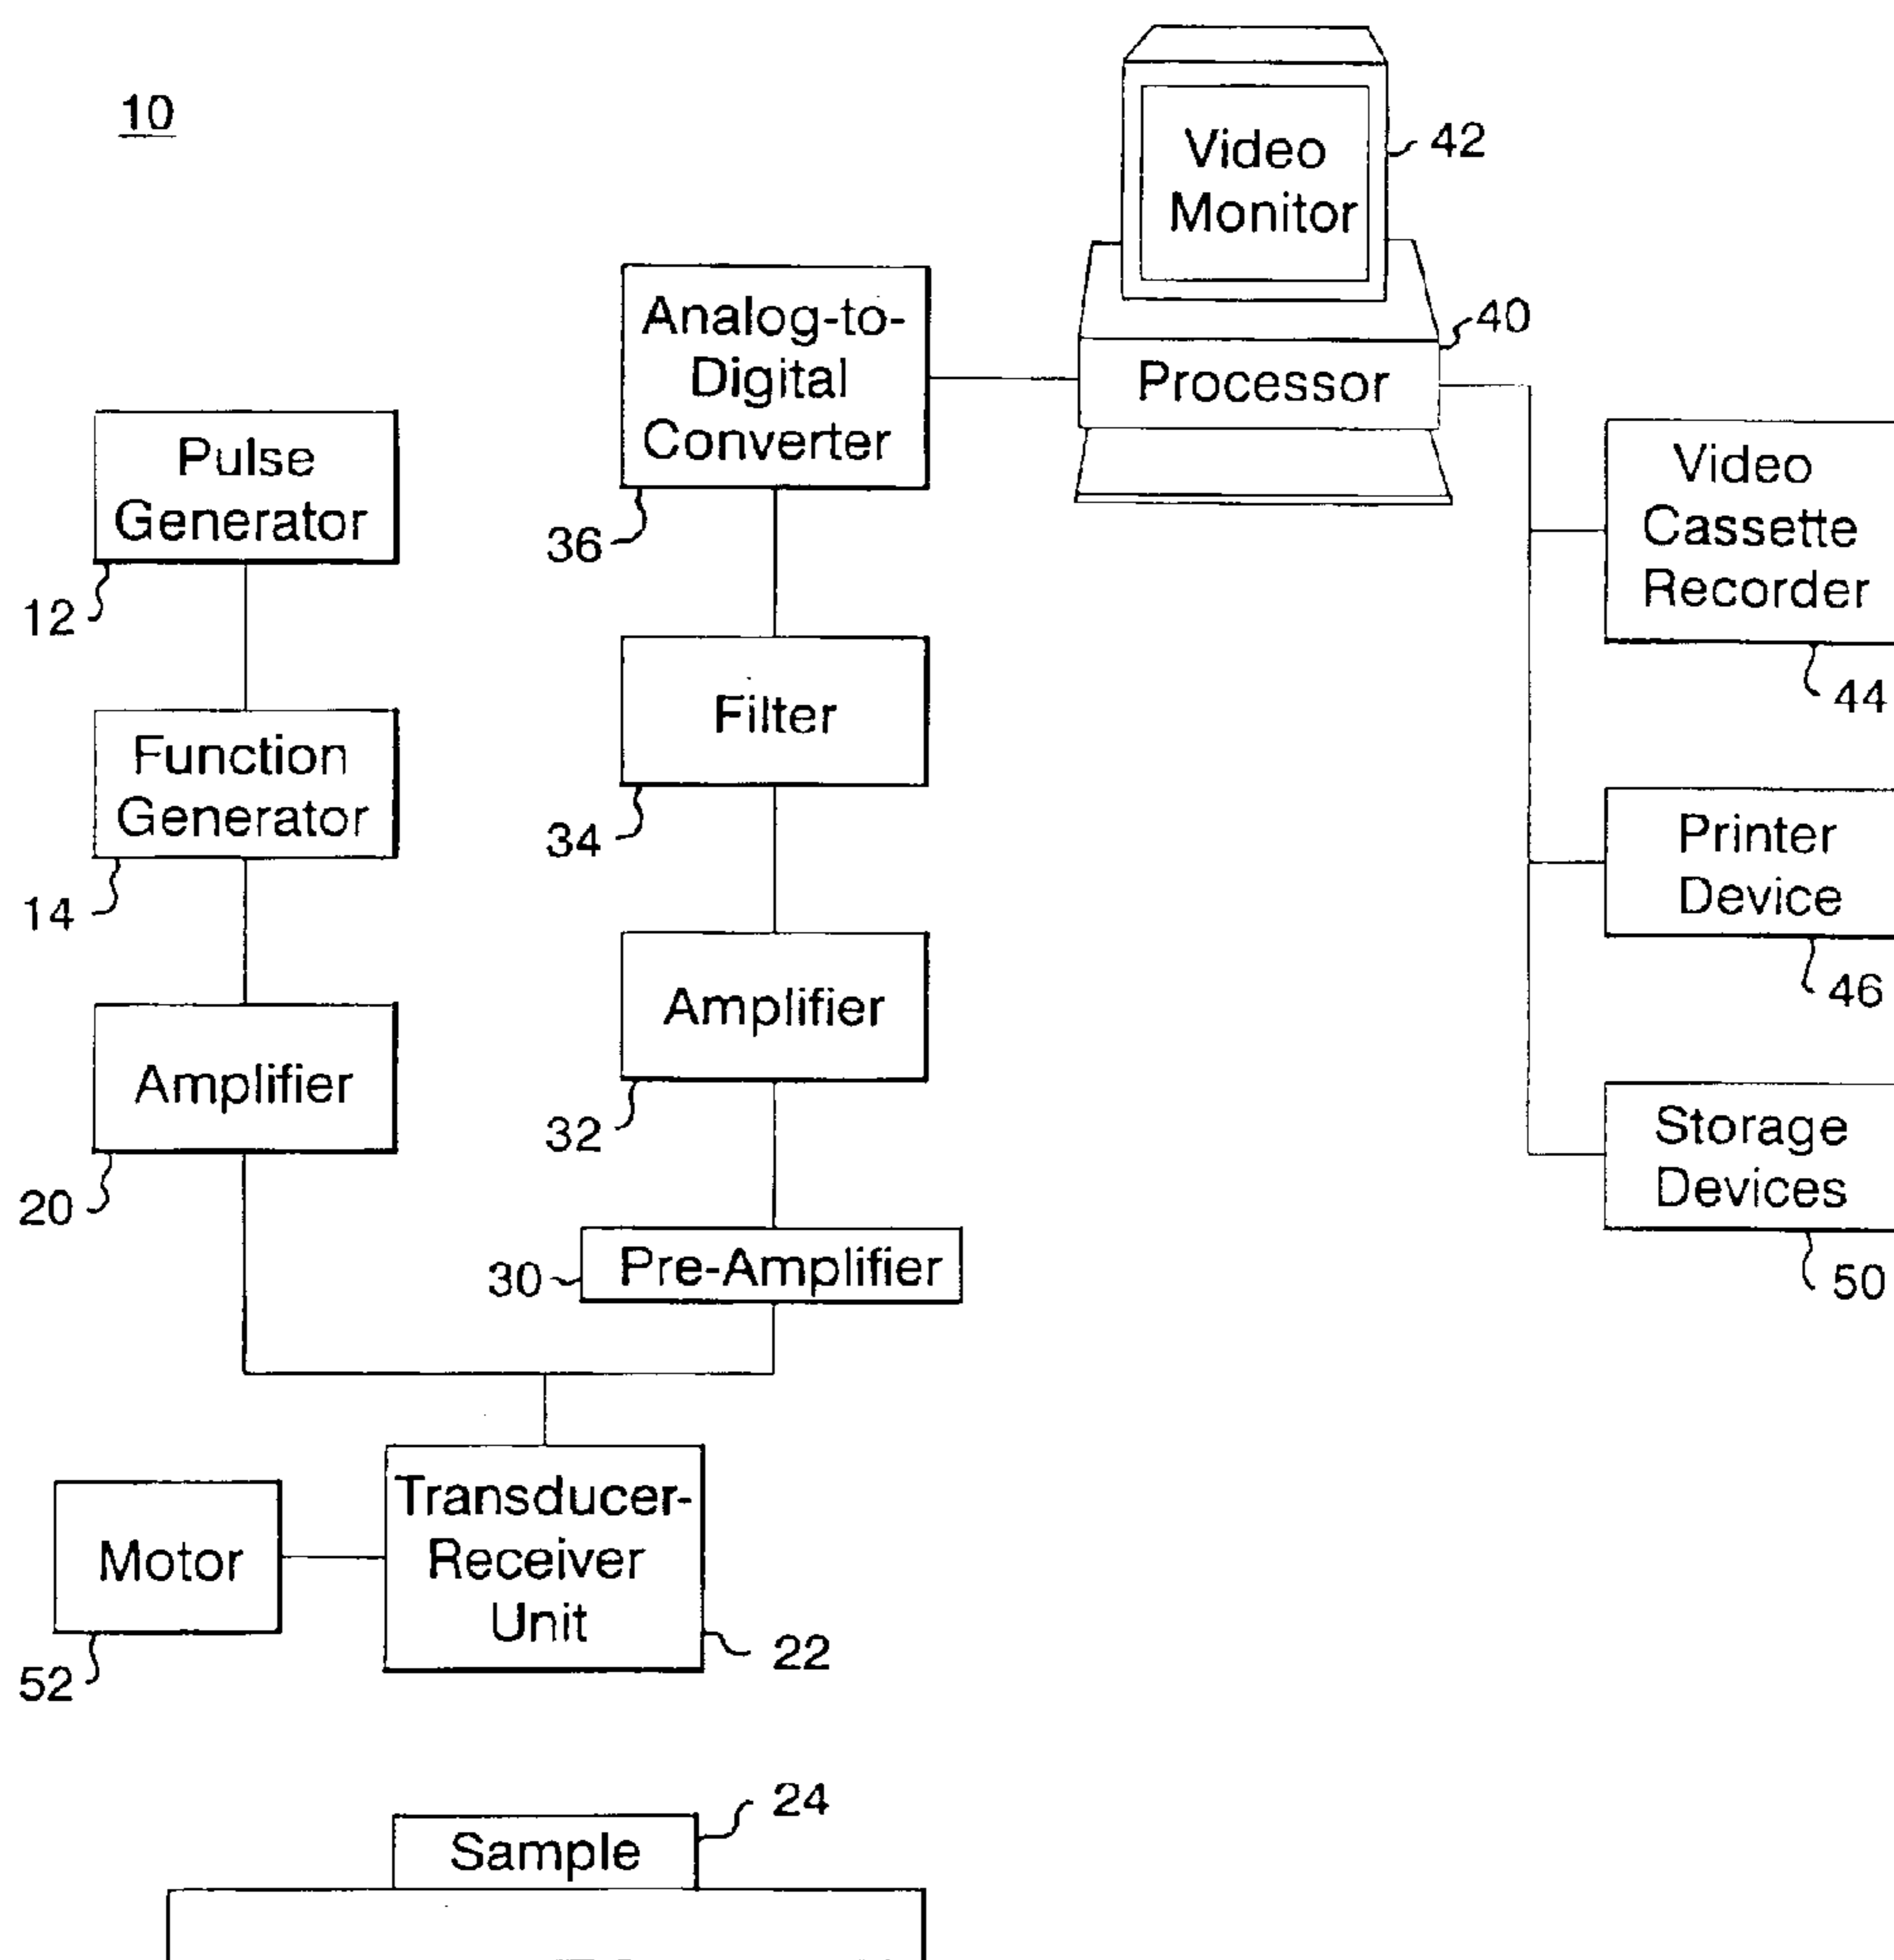 10
Video
Monitor
42
Analog-to-
Digital
Converter
36
Processor
40
Pulse
Generator
12
Video
Cassette
Recorder
44
Function
Generator
14
Filter
34
Printer
Device
46
Amplifier
20
Amplifier
32
Storage
Devices
50
30
Pre-Amplifier
Motor
52
Transducer-
Receiver
Unit
22
24
Sample